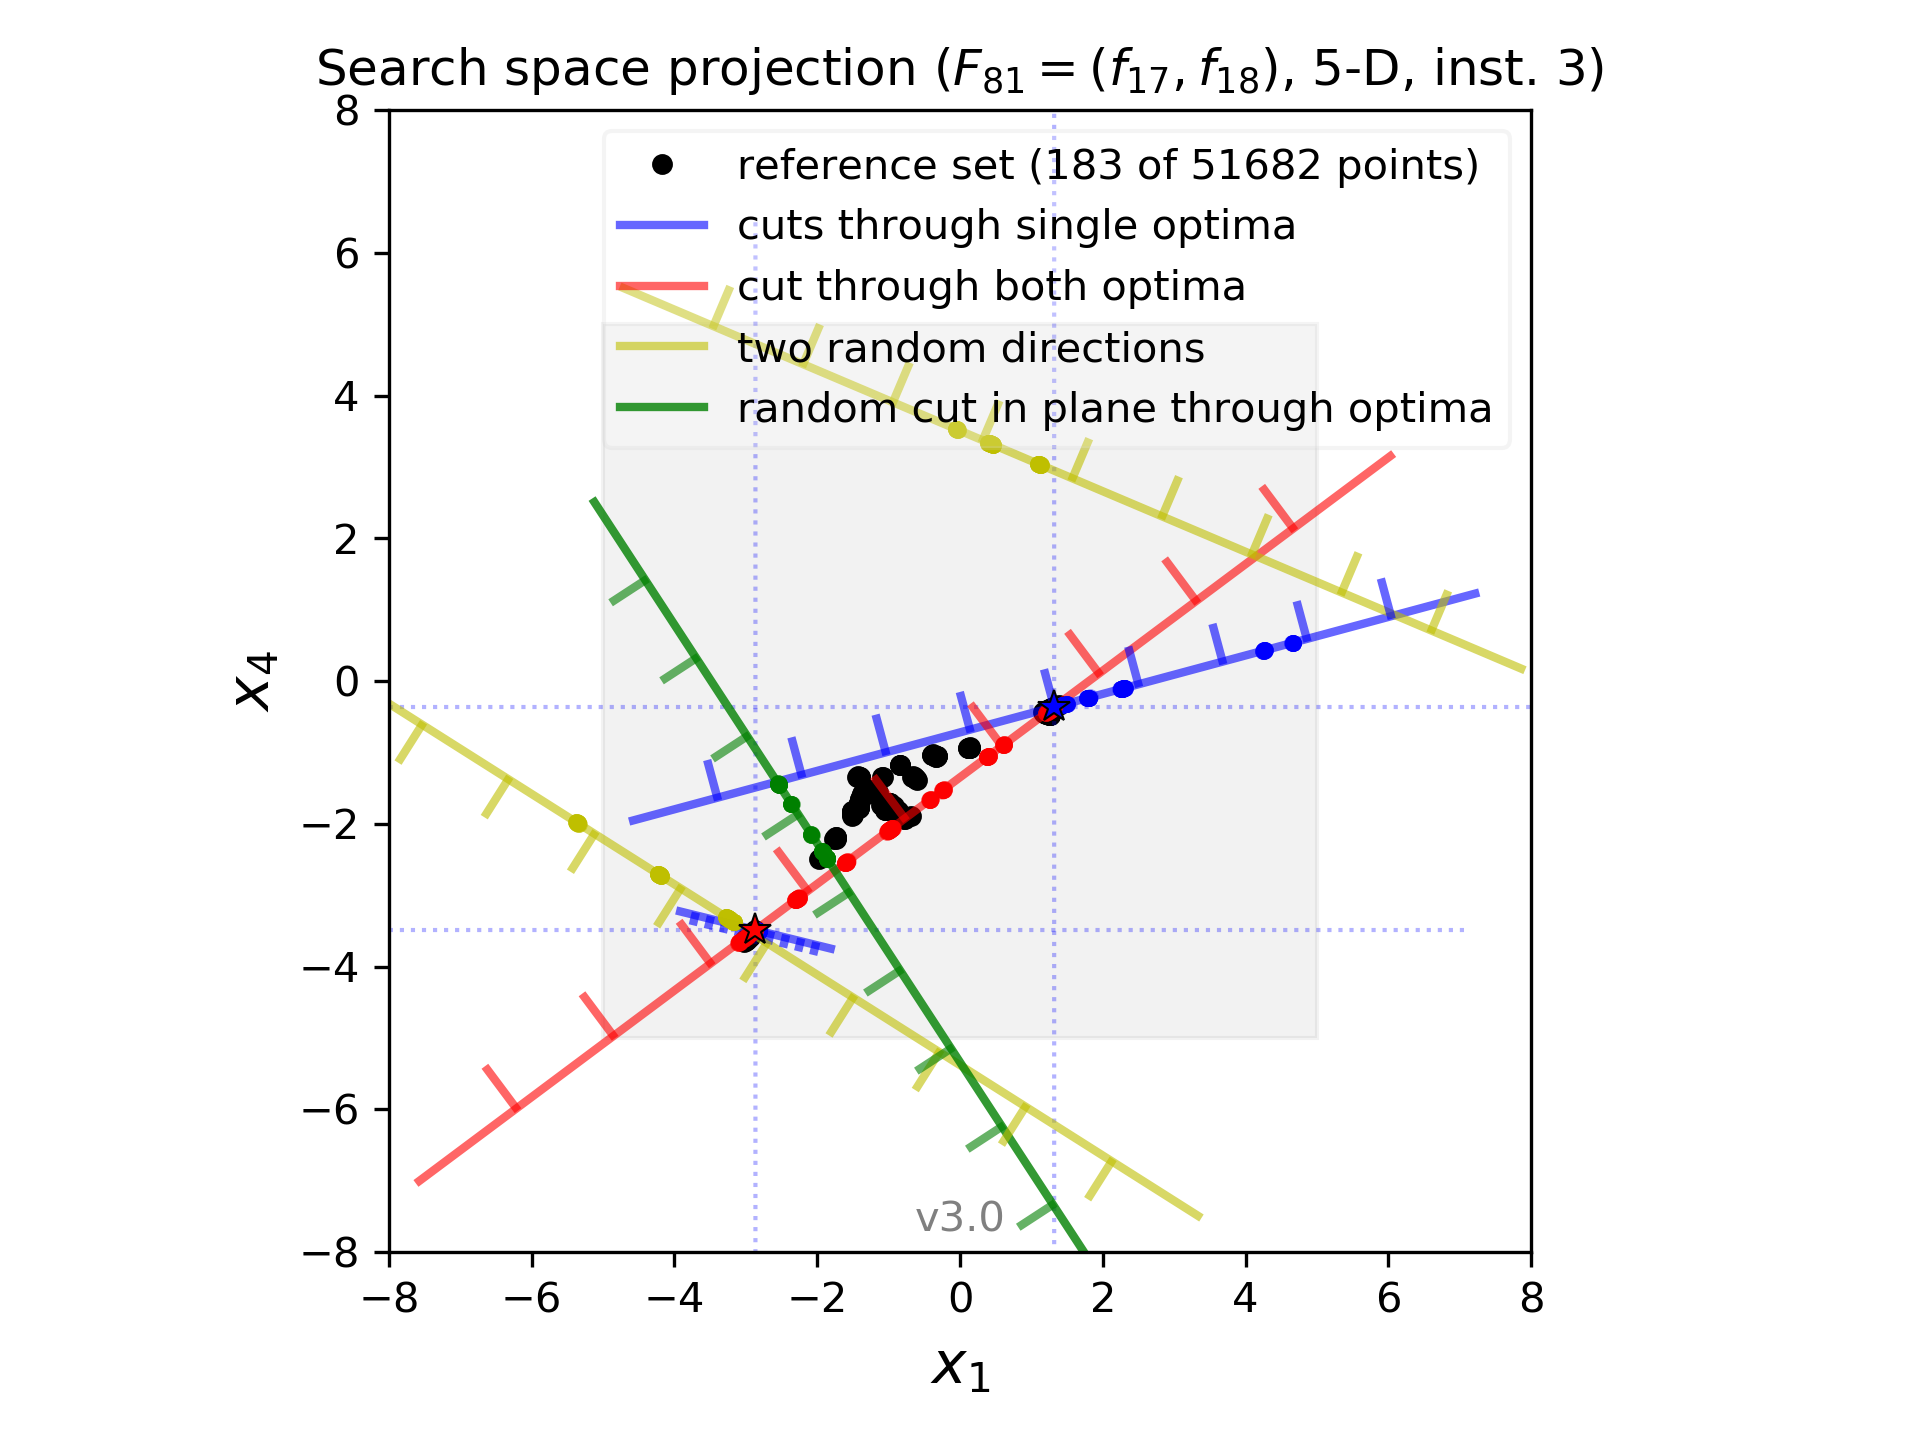 Search space projection (F₈₁ = (f₁₇, f₁₈), 5-D, inst. 3)
reference set (183 of 51682 points)
cuts through single optima
cut through both optima
two random directions
random cut in plane through optima
8
6
4
2
0
−2
−4
−6
−8
x₄
v3.0
−8 −6 −4 −2 0 2 4 6 8
x₁